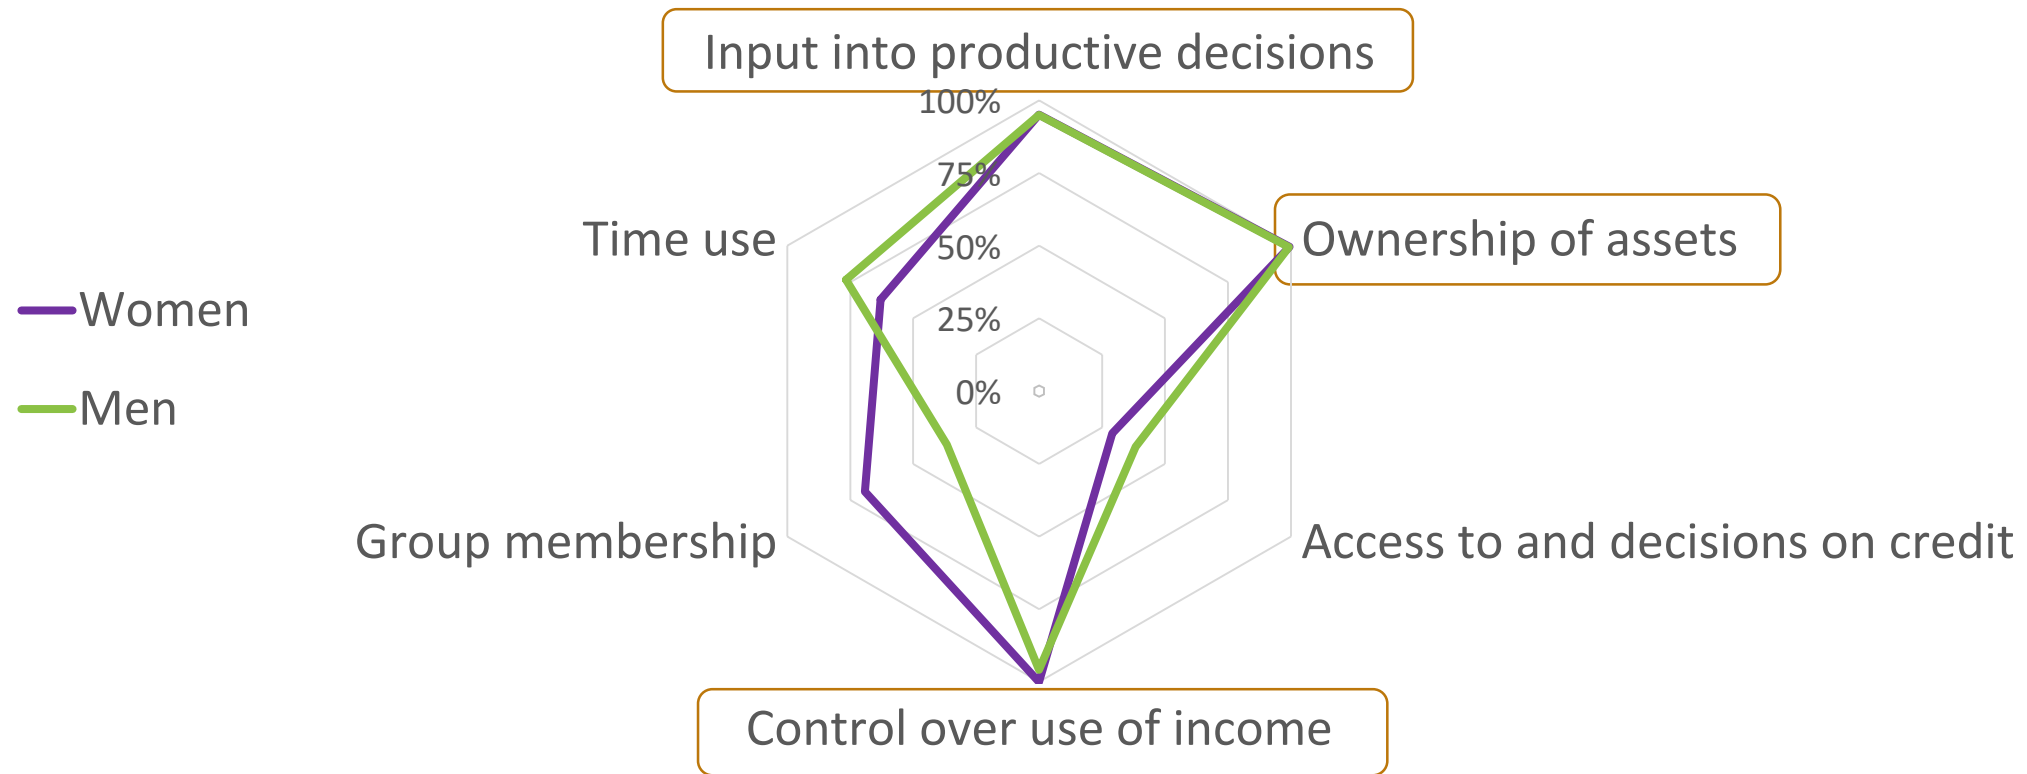 Input into productive decisions
100%
75%
50%
25%
0%
Time use
Ownership of assets
Women
Men
Group membership
Access to and decisions on credit
Control over use of income